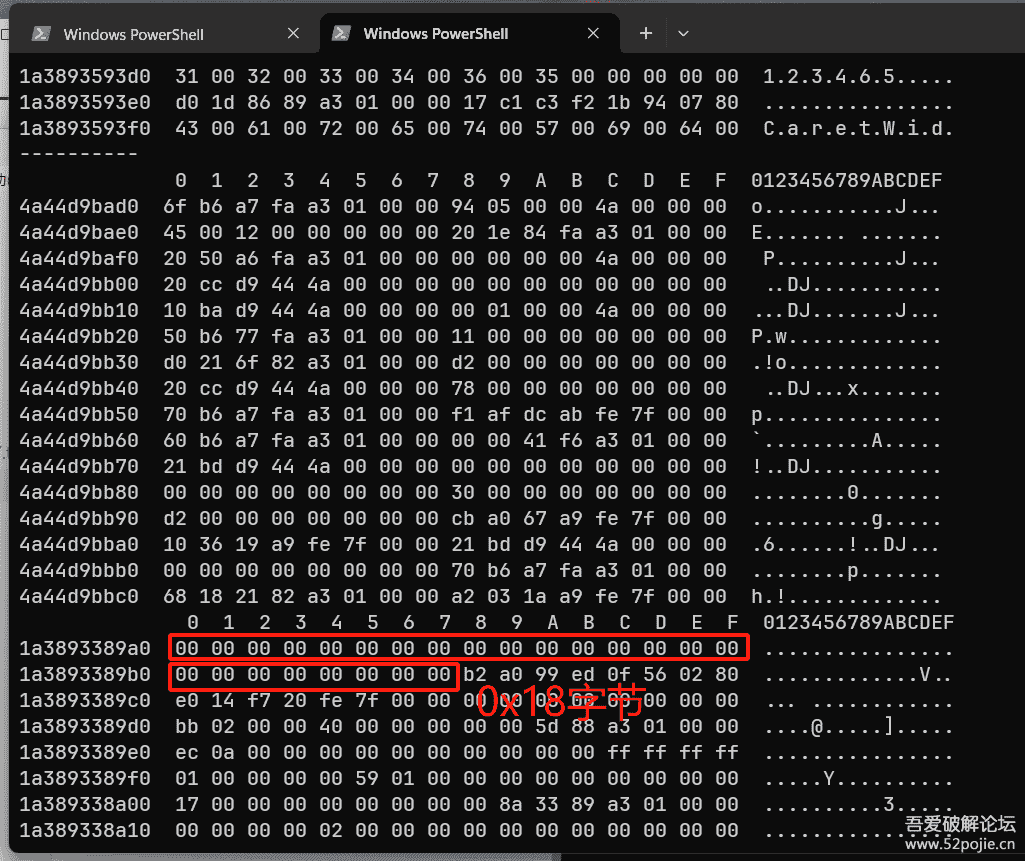 Windows PowerShell
Windows PowerShell
1a3893593d0 31 00 32 00 33 00 34 00 36 00 35 00 00 00 00 00 1.2.3.4.6.5.....
1a3893593e0 d0 1d 86 89 a3 01 00 00 17 c1 c3 f2 1b 94 07 80 ................
1a3893593f0 43 00 61 00 72 00 65 00 74 00 57 00 69 00 64 00 C.a.r.e.t.W.i.d.
----------
0 1 2 3 4 5 6 7 8 9 A B C D E F 0123456789ABCDEF
4a44d9bad0 6f b6 a7 fa a3 01 00 00 94 05 00 00 4a 00 00 00 o...........J...
4a44d9bae0 45 00 12 00 00 00 00 00 20 1e 84 fa a3 01 00 00 E....... .......
4a44d9baf0 20 50 a6 fa a3 01 00 00 00 00 00 00 4a 00 00 00  P..........J...
4a44d9bb00 20 cc d9 44 4a 00 00 00 00 00 00 00 00 00 00 00  ..DJ...........
4a44d9bb10 10 ba d9 44 4a 00 00 00 00 01 00 00 4a 00 00 00 ...DJ.......J...
4a44d9bb20 50 b6 77 fa a3 01 00 00 11 00 00 00 00 00 00 00 P.w.............
4a44d9bb30 d0 21 6f 82 a3 01 00 00 d2 00 00 00 00 00 00 00 .!o.............
4a44d9bb40 20 cc d9 44 4a 00 00 00 78 00 00 00 00 00 00 00  ..DJ...x.......
4a44d9bb50 70 b6 a7 fa a3 01 00 00 f1 af dc ab fe 7f 00 00 p...............
4a44d9bb60 60 b6 a7 fa a3 01 00 00 00 00 41 f6 a3 01 00 00 `.........A.....
4a44d9bb70 21 bd d9 44 4a 00 00 00 00 00 00 00 00 00 00 00 !..DJ...........
4a44d9bb80 00 00 00 00 00 00 00 00 30 00 00 00 00 00 00 00 ........0.......
4a44d9bb90 d2 00 00 00 00 00 00 00 cb a0 67 a9 fe 7f 00 00 ..........g.....
4a44d9bba0 10 36 19 a9 fe 7f 00 00 21 bd d9 44 4a 00 00 00 .6......!..DJ...
4a44d9bbb0 00 00 00 00 00 00 00 00 70 b6 a7 fa a3 01 00 00 ........p.......
4a44d9bbc0 68 18 21 82 a3 01 00 00 a2 03 1a a9 fe 7f 00 00 h.!.............
0 1 2 3 4 5 6 7 8 9 A B C D E F 0123456789ABCDEF
1a3893389a0 00 00 00 00 00 00 00 00 00 00 00 00 00 00 00 00 ................
1a3893389b0 00 00 00 00 00 00 00 00 b2 a0 99 ed 0f 56 02 80 .............V..
0x18字节
1a3893389c0 e0 14 f7 20 fe 7f 00 00 00 00 00 00 00 00 00 00 ... ............
1a3893389d0 bb 02 00 00 40 00 00 00 00 00 5d 88 a3 01 00 00 ....@.....].....
1a3893389e0 ec 0a 00 00 00 00 00 00 00 00 00 00 ff ff ff ff ................
1a3893389f0 01 00 00 00 00 59 01 00 00 00 00 00 00 00 00 00 .....Y..........
1a389338a00 17 00 00 00 00 00 00 00 00 8a 33 89 a3 01 00 00 ..........3.....
1a389338a10 00 00 00 00 02 00 00 00 00 00 00 00 00 00 00 00 ................
吾爱破解论坛
www.52pojie.cn